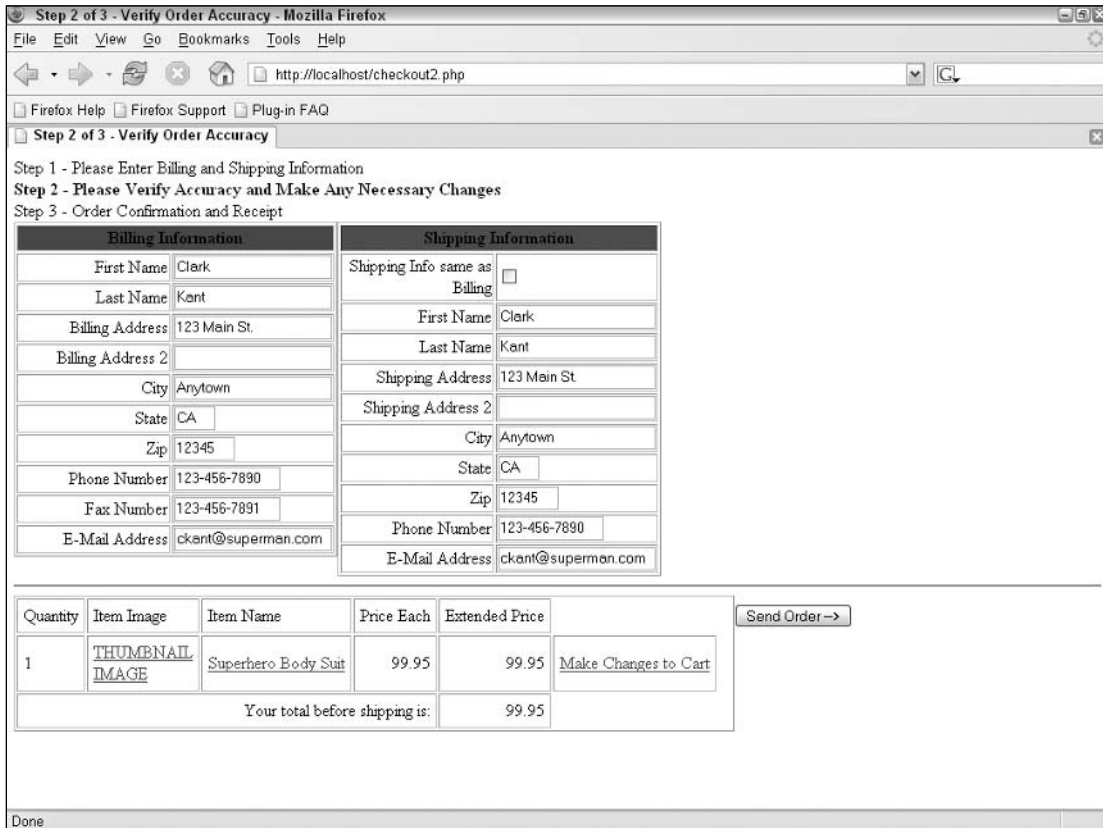 Step 2 of 3 - Verify Order Accuracy - Mozilla Firefox
File Edit View Go Bookmarks Tools Help
http://localhost/checkout2.php
G
Firefox Help Firefox Support Plug-in FAQ
Step 2 of 3 - Verify Order Accuracy
Step 1 - Please Enter Billing and Shipping Information
Step 2 - Please Verify Accuracy and Make Any Necessary Changes
Step 3 - Order Confirmation and Receipt
Billing Information
First Name Clark
Last Name Kant
Billing Address 123 Main St.
Billing Address 2
City Anytown
State CA
Zip 12345
Phone Number 123-456-7890
Fax Number 123-456-7891
E-Mail Address ckant@superman.com
Shipping Information
Shipping Info same as
Billing
First Name Clark
Last Name Kant
Shipping Address 123 Main St.
Shipping Address 2
City Anytown
State CA
Zip 12345
Phone Number 123-456-7890
E-Mail Address ckant@superman.com
Quantity Item Image Item Name Price Each Extended Price
1 THUMBNAIL IMAGE Superhero Body Suit 99.95 99.95 Make Changes to Cart
Your total before shipping is: 99.95
Send Order-->
Done